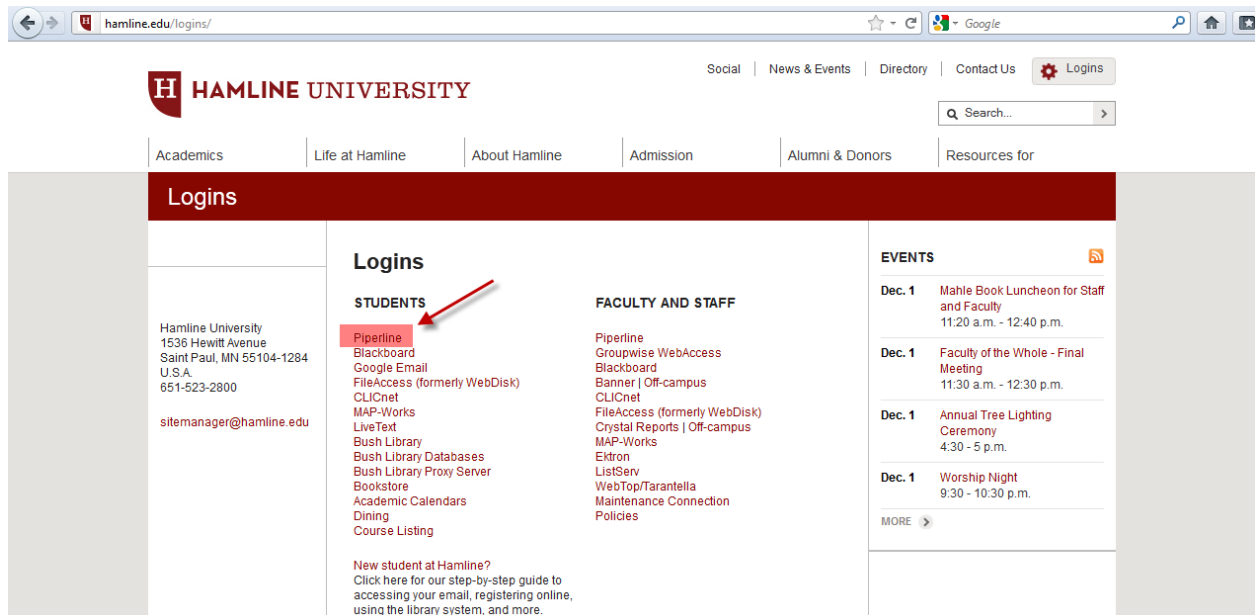 hamline.edu/logins/
Google
HAMLINE UNIVERSITY
Social
News & Events
Directory
Contact Us
Logins
Search...
Academics
Life at Hamline
About Hamline
Admission
Alumni & Donors
Resources for
Logins
Hamline University
1536 Hewitt Avenue
Saint Paul, MN 55104-1284
U.S.A.
651-523-2800
sitemanager@hamline.edu
Logins
STUDENTS
Piperline
Blackboard
Google Email
FileAccess (formerly WebDisk)
CLICnet
MAP-Works
LiveText
Bush Library
Bush Library Databases
Bush Library Proxy Server
Bookstore
Academic Calendars
Dining
Course Listing
New student at Hamline?
Click here for our step-by-step guide to
accessing your email, registering online,
using the library system, and more.
FACULTY AND STAFF
Piperline
Groupwise WebAccess
Blackboard
Banner | Off-campus
CLICnet
FileAccess (formerly WebDisk)
Crystal Reports | Off-campus
MAP-Works
Ektron
ListServ
WebTop/Tarantella
Maintenance Connection
Policies
EVENTS
Dec. 1 Mahle Book Luncheon for Staff
and Faculty
11:20 a.m. - 12:40 p.m.
Dec. 1 Faculty of the Whole - Final
Meeting
11:30 a.m. - 12:30 p.m.
Dec. 1 Annual Tree Lighting
Ceremony
4:30 - 5 p.m.
Dec. 1 Worship Night
9:30 - 10:30 p.m.
MORE